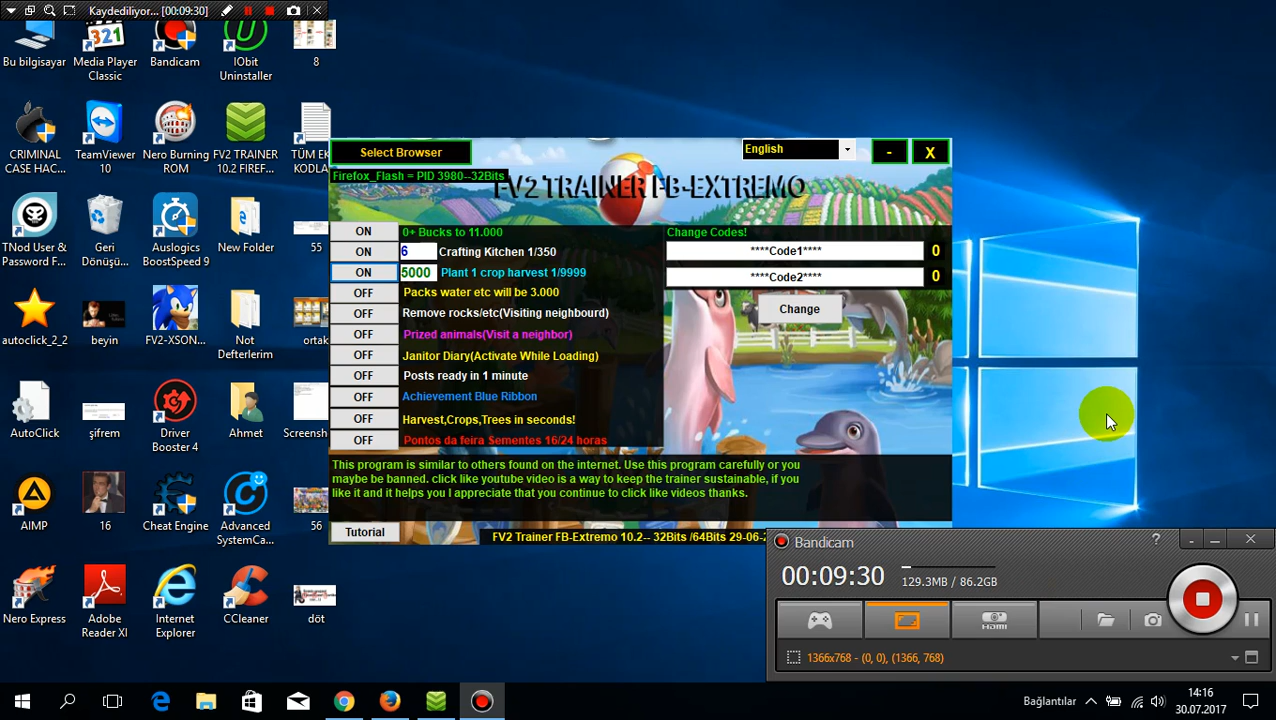 Kaydediliyor... [00:09:30]
Bu bilgisayar
Media Player Classic
Bandicam
IObit Uninstaller
8
CRIMINAL CASE HAC...
TeamViewer 10
Nero Burning ROM
FV2 TRAINER 10.2 FIREF...
TÜM EK KODLA
TNod User & Password F...
Geri Dönüşü...
Auslogics BoostSpeed 9
New Folder
55
autoclick_2_2
beyin
FV2-XSON...
Not Defterlerim
ortak
AutoClick
şifrem
Driver Booster 4
Ahmet
Screensh
AIMP
16
Cheat Engine
Advanced SystemCa...
56
Nero Express
Adobe Reader XI
Internet Explorer
CCleaner
döt
Select Browser
English
-
X
Firefox_Flash = PID 3980--32Bits
FV2 TRAINER FB-EXTREMO
ON 0+ Bucks to 11.000
ON 6 Crafting Kitchen 1/350
ON 5000 Plant 1 crop harvest 1/9999
OFF Packs water etc will be 3.000
OFF Remove rocks/etc(Visiting neighbourd)
OFF Prized animals(Visit a neighbor)
OFF Janitor Diary(Activate While Loading)
OFF Posts ready in 1 minute
OFF Achievement Blue Ribbon
OFF Harvest,Crops,Trees in seconds!
OFF Pontos da feira Sementes 16/24 horas
Change Codes!
****Code1**** 0
****Code2**** 0
Change
This program is similar to others found on the internet. Use this program carefully or you
maybe be banned. click like youtube video is a way to keep the trainer sustainable, if you
like it and it helps you I appreciate that you continue to click like videos thanks.
Tutorial
FV2 Trainer FB-Extremo 10.2-- 32Bits /64Bits 29-06-2
Bandicam
?
00:09:30
129.3MB / 86.2GB
HDMI
1366x768 - (0, 0), (1366, 768)
Bağlantılar
14:16
30.07.2017